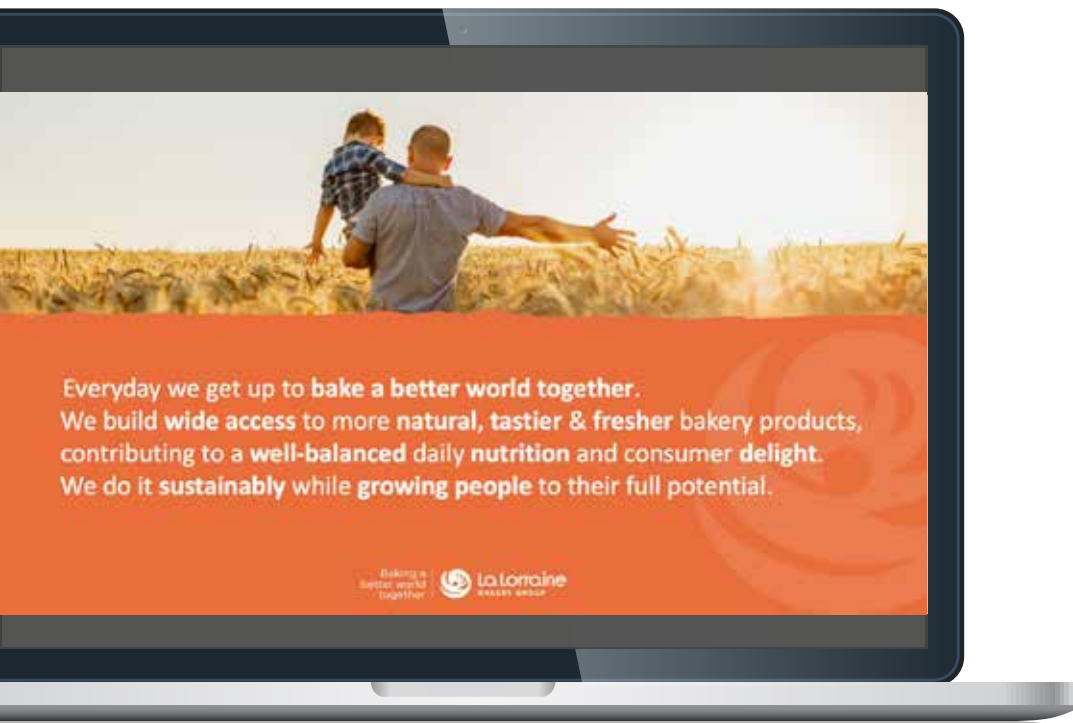 Everyday we get up to bake a better world together.
We build wide access to more natural, tastier & fresher bakery products,
contributing to a well-balanced daily nutrition and consumer delight.
We do it sustainably while growing people to their full potential.
Baking a
better world
together
La Lorraine
BAKERY GROUP